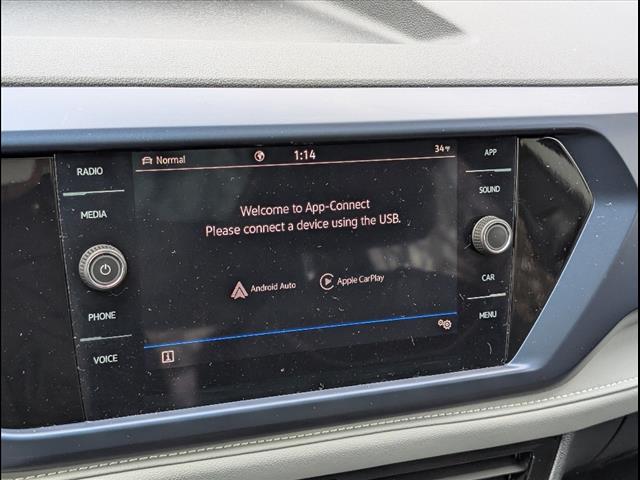 RADIO
MEDIA
PHONE
VOICE
Normal
1:14
34°F
Welcome to App-Connect
Please connect a device using the USB.
Android Auto
Apple CarPlay
APP
SOUND
CAR
MENU